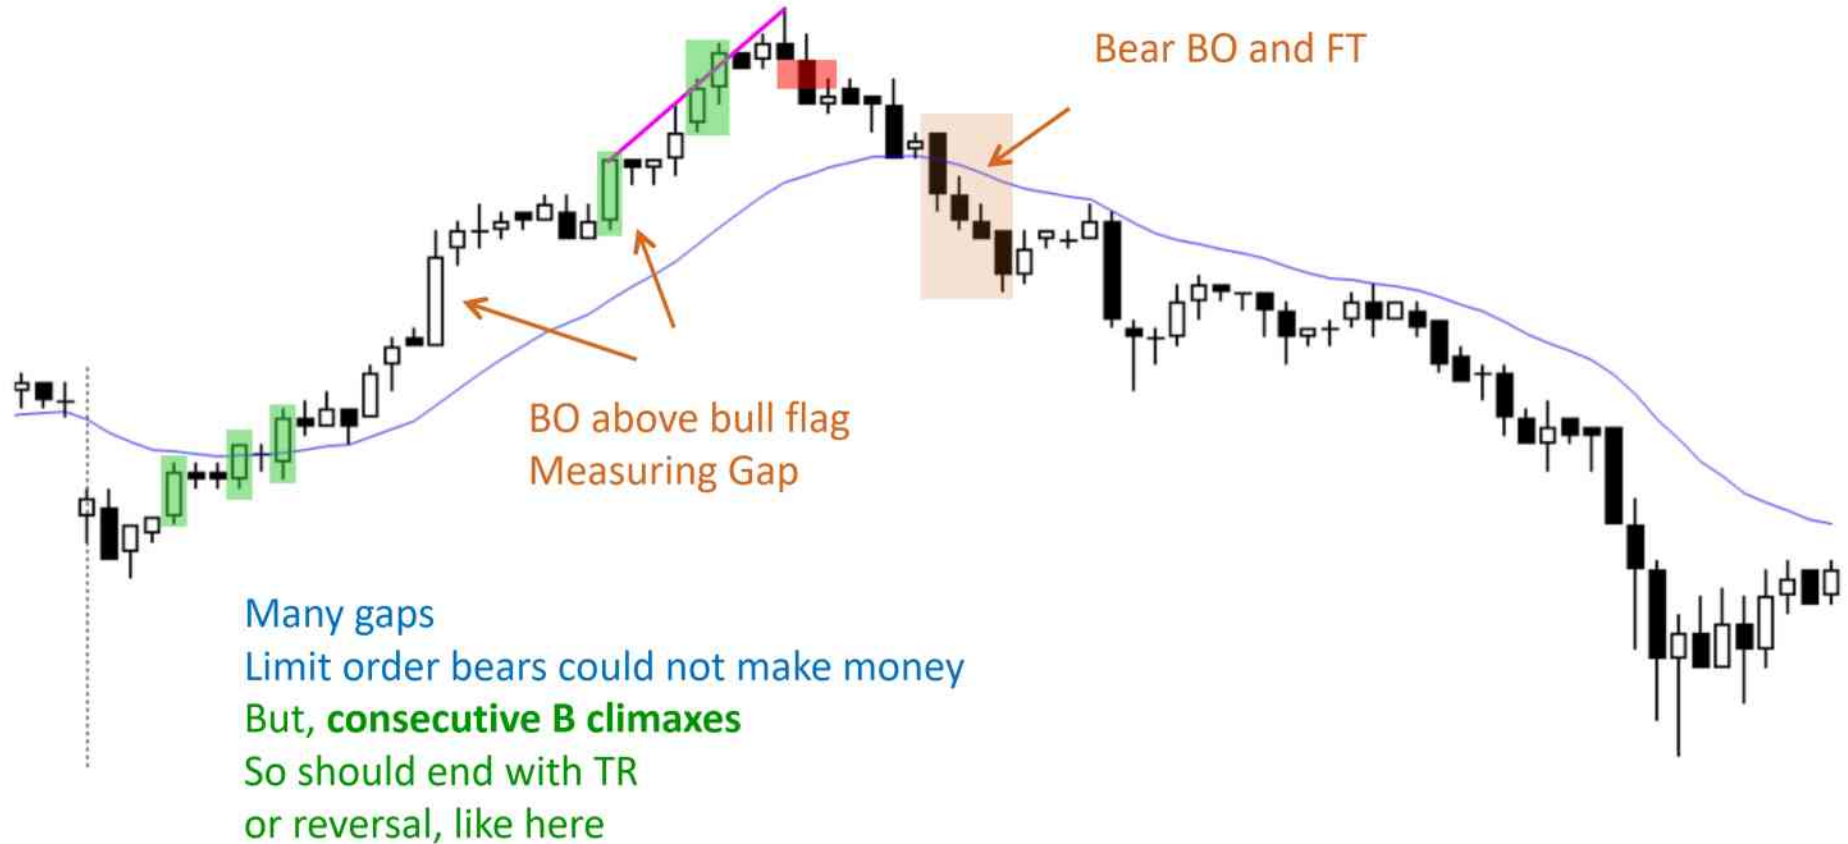 Bear BO and FT
BO above bull flag
Measuring Gap
Many gaps
Limit order bears could not make money
But, consecutive B climaxes
So should end with TR
or reversal, like here